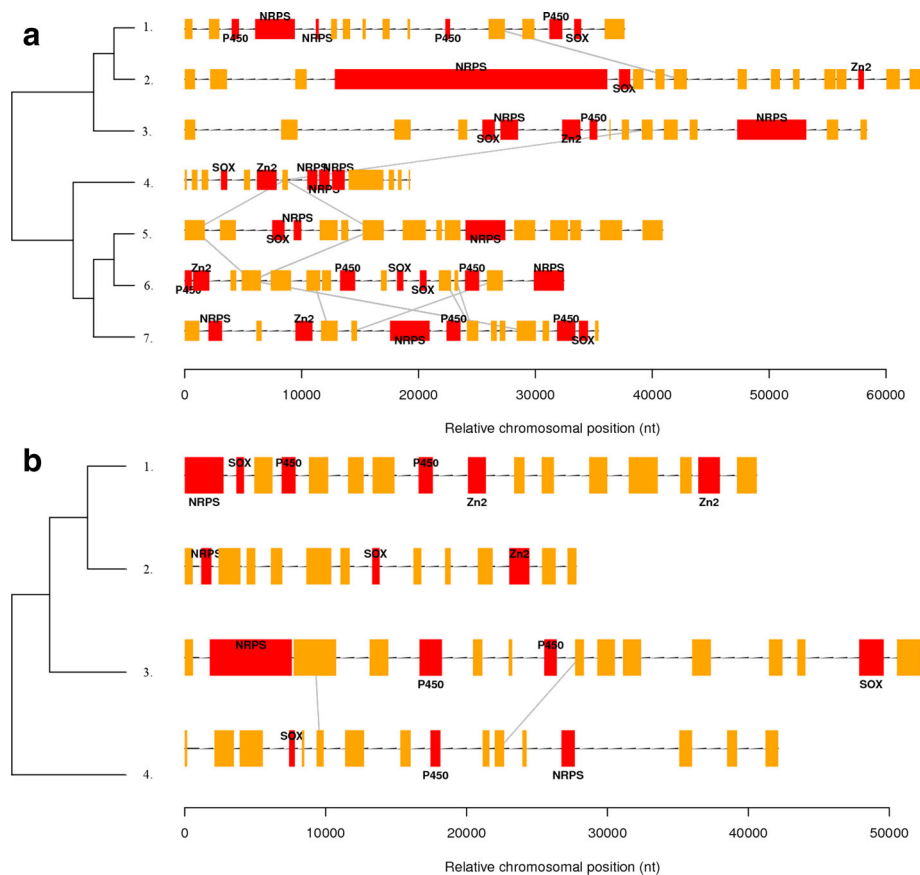 a
NRPS P450
1.
P450 NRPS P450 SOX
NRPS Zn2
2.
SOX
NRPS P450 NRPS
3.
SOX Zn2
SOX Zn2 NRPS NRPS
4.
NRPS
NRPS
5.
SOX NRPS
Zn2 P450 SOX P450 NRPS
6.
P450 SOX
NRPS Zn2 P450 P450
7.
NRPS SOX
0 10000 20000 30000 40000 50000 60000
Relative chromosomal position (nt)
b
1.
SOX P450 P450
NRPS Zn2 Zn2
NRPS SOX Zn2
2.
NRPS P450
3.
P450 SOX
SOX
4.
P450 NRPS
0 10000 20000 30000 40000 50000
Relative chromosomal position (nt)